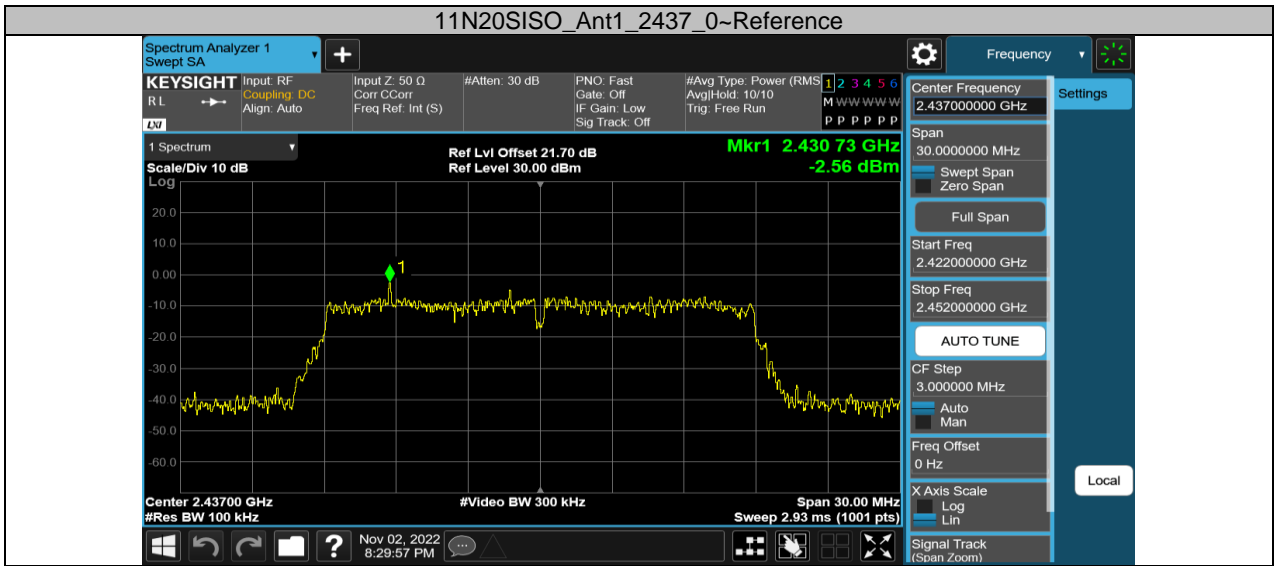 11N20SISO_Ant1_2437_0~Reference
Spectrum Analyzer 1
Swept SA
+
Frequency
KEYSIGHT
R L
LXI
Input: RF
Coupling: DC
Align: Auto
Input Z: 50 Ω
Corr CCorr
Freq Ref: Int (S)
#Atten: 30 dB
PNO: Fast
Gate: Off
IF Gain: Low
Sig Track: Off
#Avg Type: Power (RMS
Avg|Hold: 10/10
Trig: Free Run
1 2 3 4 5 6
M W W W W W
P P P P P P
1 Spectrum
Scale/Div 10 dB
Log
Ref Lvl Offset 21.70 dB
Ref Level 30.00 dBm
Mkr1 2.430 73 GHz
-2.56 dBm
20.0
10.0
0.00
-10.0
-20.0
-30.0
-40.0
-50.0
-60.0
1
Center 2.43700 GHz
#Res BW 100 kHz
#Video BW 300 kHz
Span 30.00 MHz
Sweep 2.93 ms (1001 pts)
?
Nov 02, 2022
8:29:57 PM
Center Frequency
2.437000000 GHz
Span
30.0000000 MHz
Swept Span
Zero Span
Full Span
Start Freq
2.422000000 GHz
Stop Freq
2.452000000 GHz
AUTO TUNE
CF Step
3.000000 MHz
Auto
Man
Freq Offset
0 Hz
X Axis Scale
Log
Lin
Signal Track
(Span Zoom)
Settings
Local